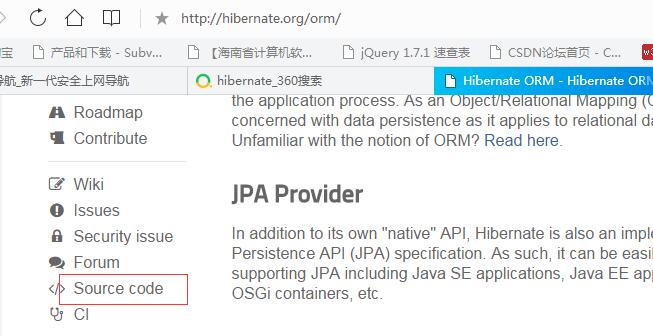 http://hibernate.org/orm/
宝 产品和下载 - Subv... 【海南省计算机软... jQuery 1.7.1 速查表 CSDN论坛首页 - C...
导航_新一代安全上网导航 hibernate_360搜索 Hibernate ORM - Hibernate ORM
Roadmap
Contribute
Wiki
Issues
Security issue
Forum
Source code
CI
the application process. As an Object/Relational Mapping (
concerned with data persistence as it applies to relational da
Unfamiliar with the notion of ORM? Read here.
JPA Provider
In addition to its own "native" API, Hibernate is also an imple
Persistence API (JPA) specification. As such, it can be easi
supporting JPA including Java SE applications, Java EE app
OSGi containers, etc.